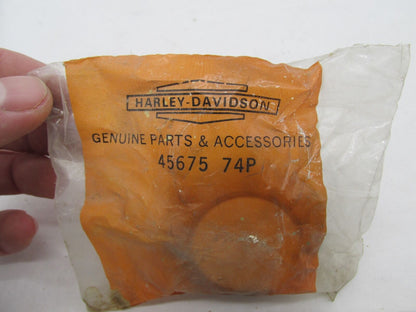 HARLEY-DAVIDSON
GENUINE PARTS & ACCESSORIES
45675 74P